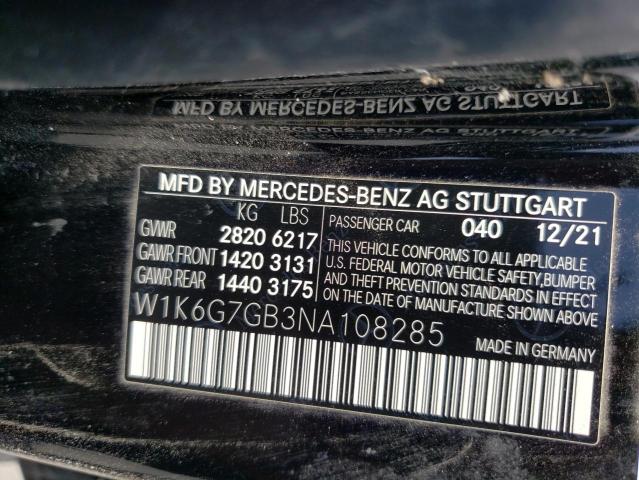 MFD BY MERCEDES-BENZ AG STUTTGART
MFD BY MERCEDES-BENZ AG STUTTGART
KG LBS
GVWR 2820 6217
GAWR FRONT 1420 3131
GAWR REAR 1440 3175
PASSENGER CAR 040 12/21
THIS VEHICLE CONFORMS TO ALL APPLICABLE
U.S. FEDERAL MOTOR VEHICLE SAFETY,BUMPER
AND THEFT PREVENTION STANDARDS IN EFFECT
ON THE DATE OF MANUFACTURE SHOWN ABOVE
W1K6G7GB3NA108285
MADE IN GERMANY